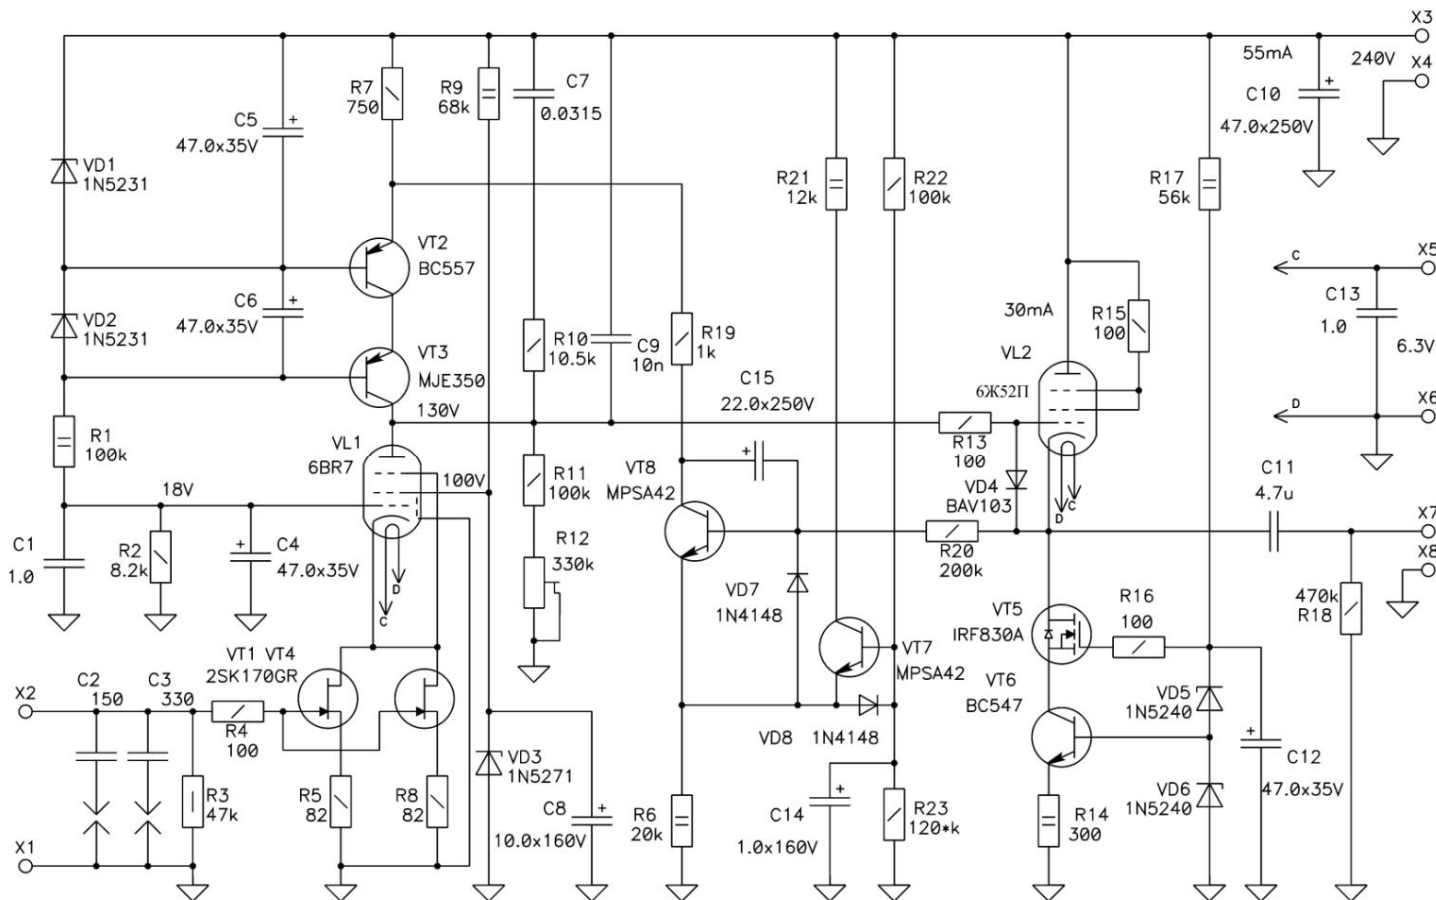 X3
55mA
240V
X4
C10
47.0x250V
R7
750
R9
68k
C7
0.0315
C5
47.0x35V
VD1
1N5231
R21
12k
R22
100k
R17
56k
VT2
BC557
C
X5
C6
47.0x35V
VD2
1N5231
30mA
R15
100
C13
1.0
6.3V
R10
10.5k
C9
10n
R19
1k
VT3
MJE350
VL2
6Ж52П
C15
22.0x250V
130V
D
X6
R1
100k
VL1
6BR7
100V
R13
100
R11
100k
VT8
MPSA42
VD4
BAV103
D
C
C11
4.7u
18V
X7
C1
1.0
R2
8.2k
C4
47.0x35V
R12
330k
R20
200k
X8
D
C
VD7
1N4148
VT5
IRF830A
R16
100
470k
R18
VT1 VT4
2SK170GR
VT7
MPSA42
VT6
BC547
X2
C2
150
C3
330
VD5
1N5240
R4
100
VD8 1N4148
VD3
1N5271
C12
47.0x35V
R3
47k
R5
82
R8
82
C8
10.0x160V
R6
20k
C14
1.0x160V
R23
120*k
R14
300
VD6
1N5240
X1